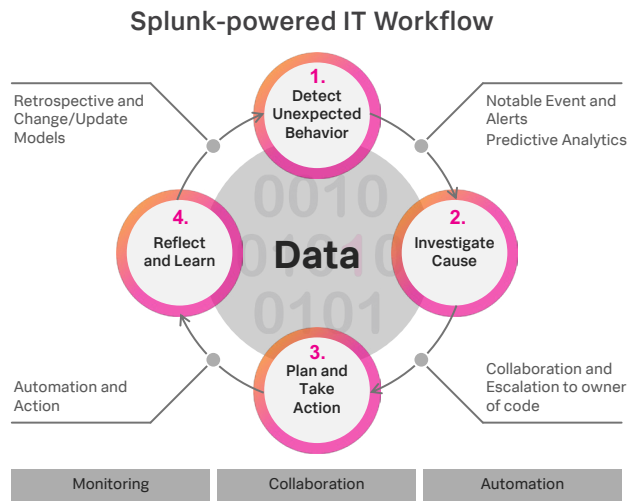 Splunk-powered IT Workflow
1.
Detect
Unexpected
Behavior
Retrospective and
Change/Update
Models
Notable Event and
Alerts
Predictive Analytics
0010
01010
0101
Data
4.
Reflect
and Learn
2.
Investigate
Cause
3.
Plan and
Take
Action
Automation and
Action
Collaboration and
Escalation to owner
of code
Monitoring
Collaboration
Automation